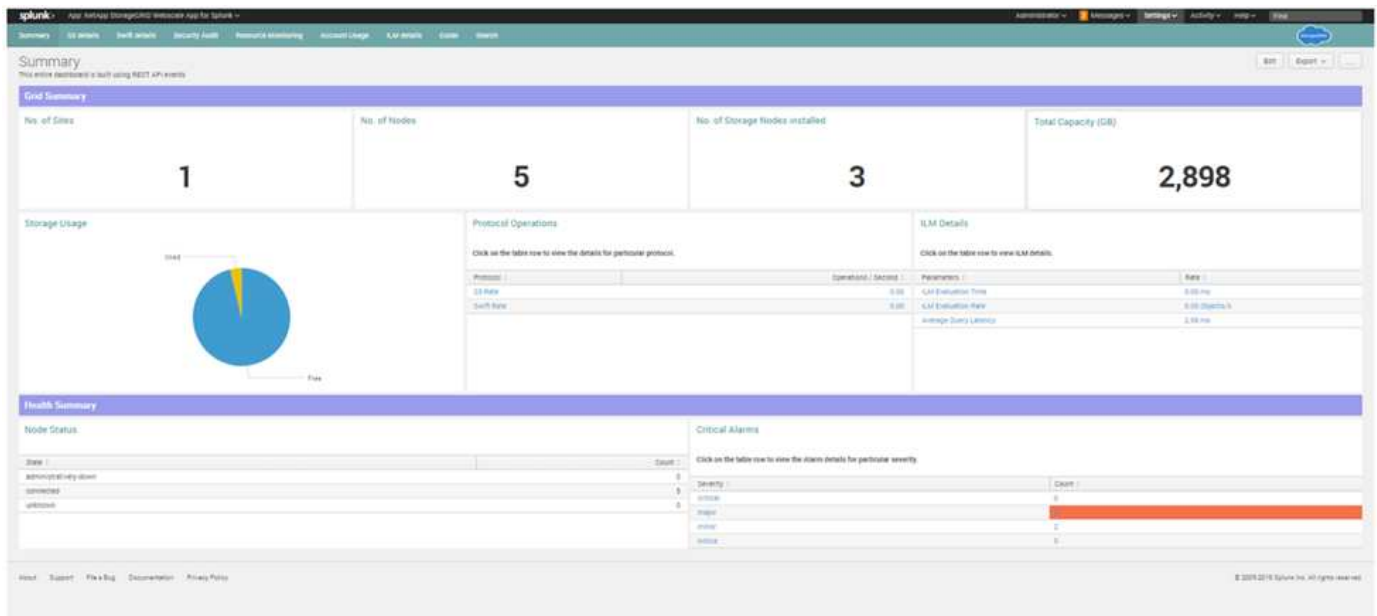 splunk> App: NetApp StorageGRID Webscale App for Splunk
Administrator Messages Settings Activity Help Find
Summary S3 details Swift details Security Audit Resource Monitoring Account Usage ILM details Guide Search
Summary
This entire dashboard is built using REST API events
Edit Export ...
Grid Summary
No. of Sites
1
No. of Nodes
5
No. of Storage Nodes installed
3
Total Capacity (GB)
2,898
Storage Usage
Used
Free
Protocol Operations
Click on the table row to view the details for particular protocol.
Protocol Operations / Second
S3 Rate 0.00
Swift Rate 0.00
ILM Details
Click on the table row to view ILM details.
Parameters Rate
ILM Evaluation Time 0.00 ms
ILM Evaluation Rate 0.00 Objects/s
Average Query Latency ms
Health Summary
Node Status
State Count
administratively-down 0
connected 5
unknown 0
Critical Alarms
Click on the table row to view the Alarm details for particular severity.
Severity Count
critical 0
major
minor 2
notice 0
About Support File a Bug Documentation Privacy Policy
Splunk Inc. All rights reserved.